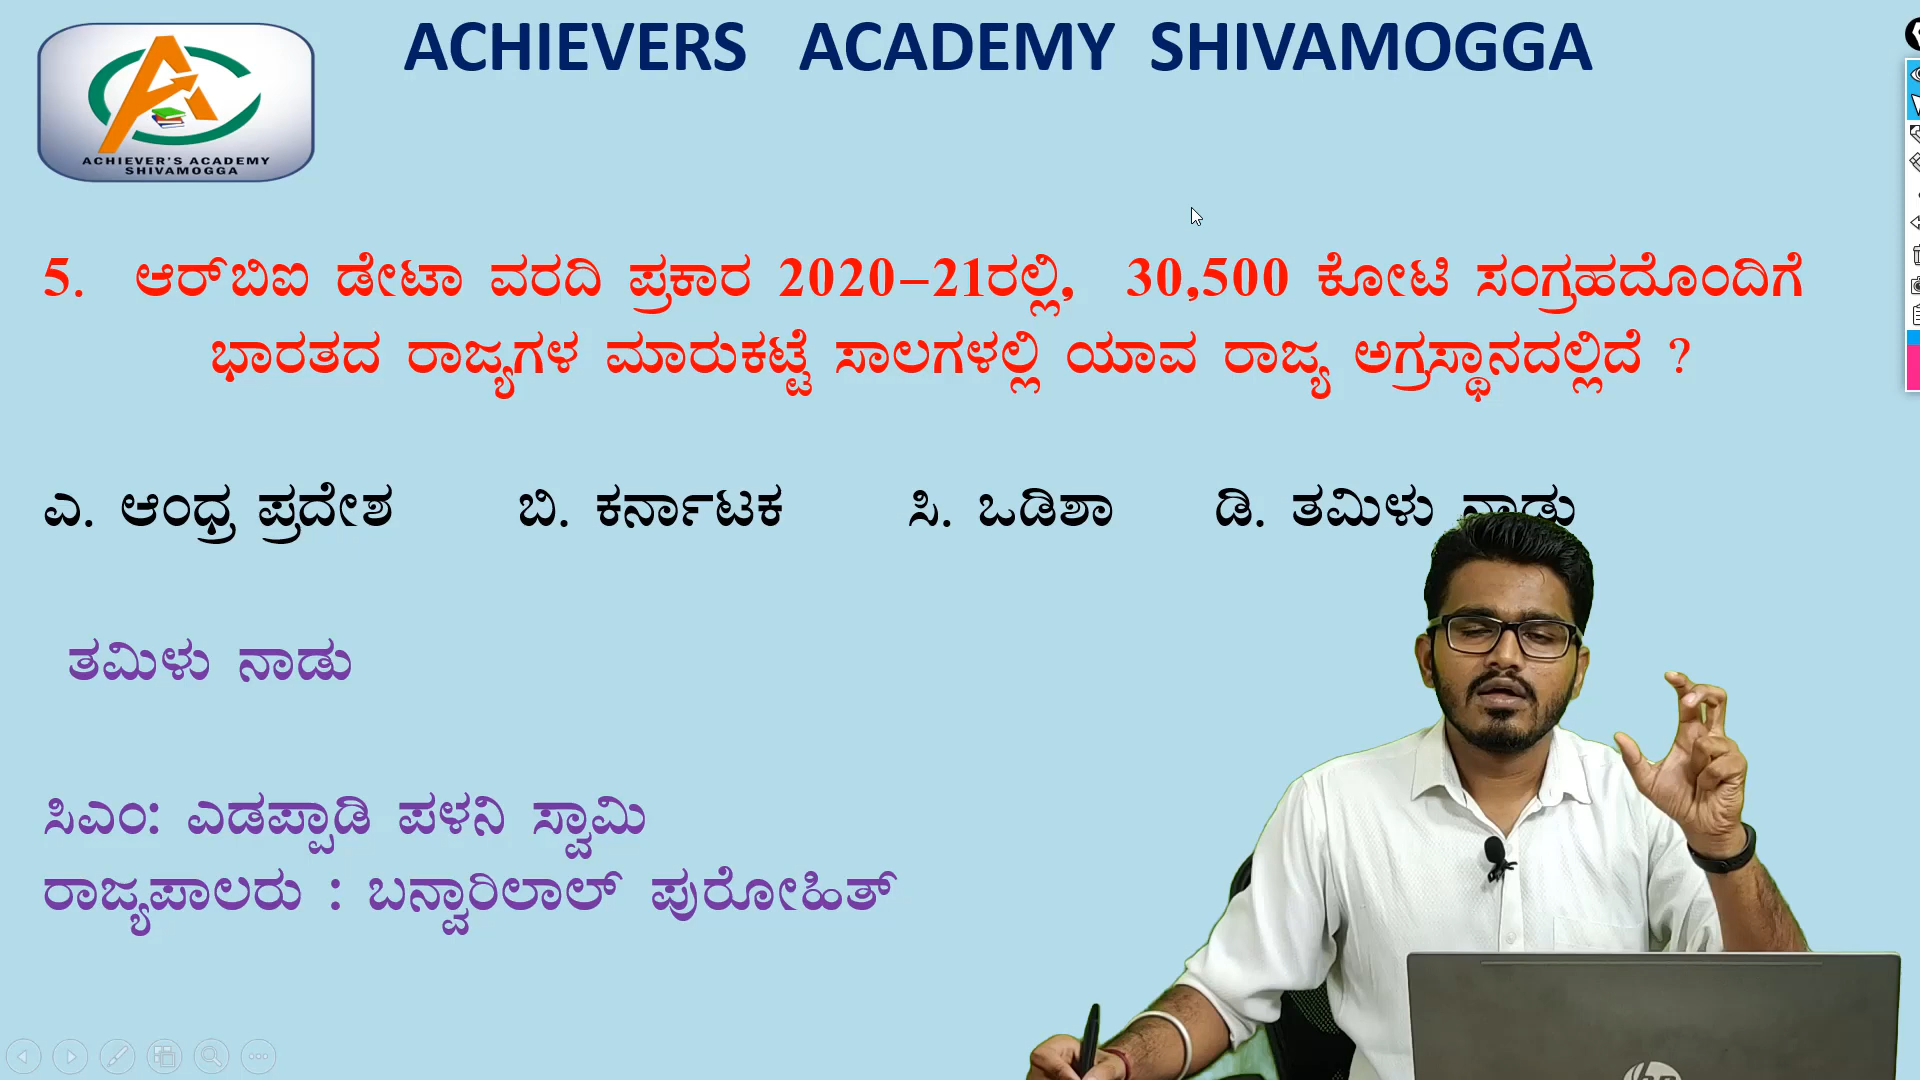 ACHIEVERS ACADEMY SHIVAMOGGA
ACHIEVER'S ACADEMY
SHIVAMOGGA
5. ಆರ್‌ಬಿಐ ಡೇಟಾ ವರದಿ ಪ್ರಕಾರ 2020–21ರಲ್ಲಿ, 30,500 ಕೋಟಿ ಸಂಗ್ರಹದೊಂದಿಗೆ
ಭಾರತದ ರಾಜ್ಯಗಳ ಮಾರುಕಟ್ಟೆ ಸಾಲಗಳಲ್ಲಿ ಯಾವ ರಾಜ್ಯ ಅಗ್ರಸ್ಥಾನದಲ್ಲಿದೆ ?
ಎ. ಆಂಧ್ರ ಪ್ರದೇಶ ಬಿ. ಕರ್ನಾಟಕ ಸಿ. ಒಡಿಶಾ ಡಿ. ತಮಿಳು ನಾಡು
ತಮಿಳು ನಾಡು
ಸಿಎಂ: ಎಡಪ್ಪಾಡಿ ಪಳನಿ ಸ್ವಾಮಿ
ರಾಜ್ಯಪಾಲರು : ಬನ್ವಾರಿಲಾಲ್ ಪುರೋಹಿತ್